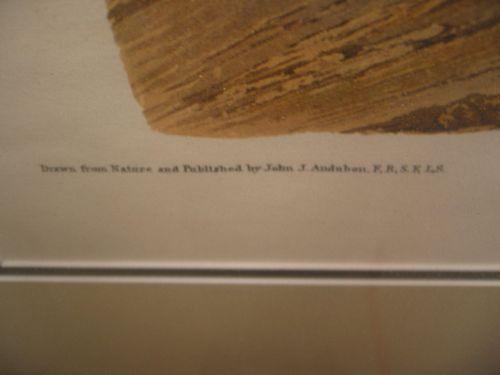 Drawn from Nature and Published by John J. Audubon. F, R, S. F, L, S.